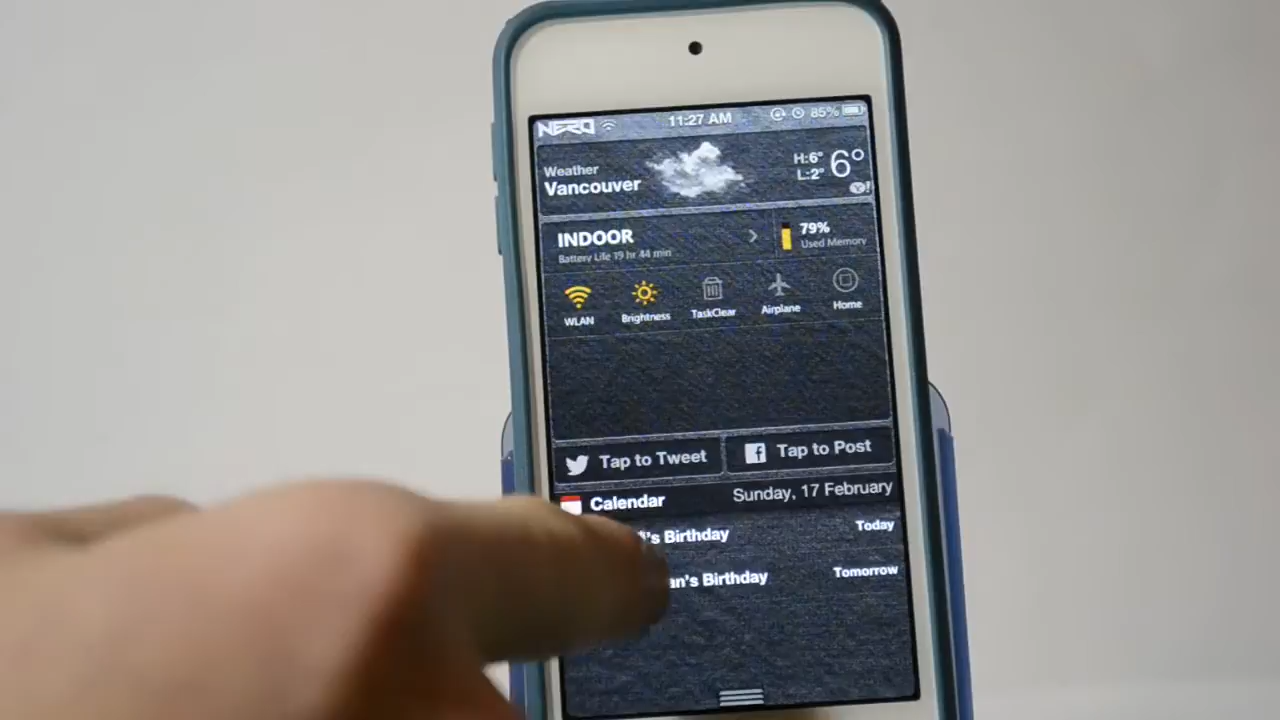 NERO 11:27 AM 85%
Weather
Vancouver
H:6°
L:2°
6°
Y!
INDOOR
Battery Life 19 hr 44 min
79%
Used Memory
WLAN Brightness TaskClear Airplane Home
Tap to Tweet
f Tap to Post
Calendar Sunday, 17 February
's Birthday Today
an's Birthday Tomorrow